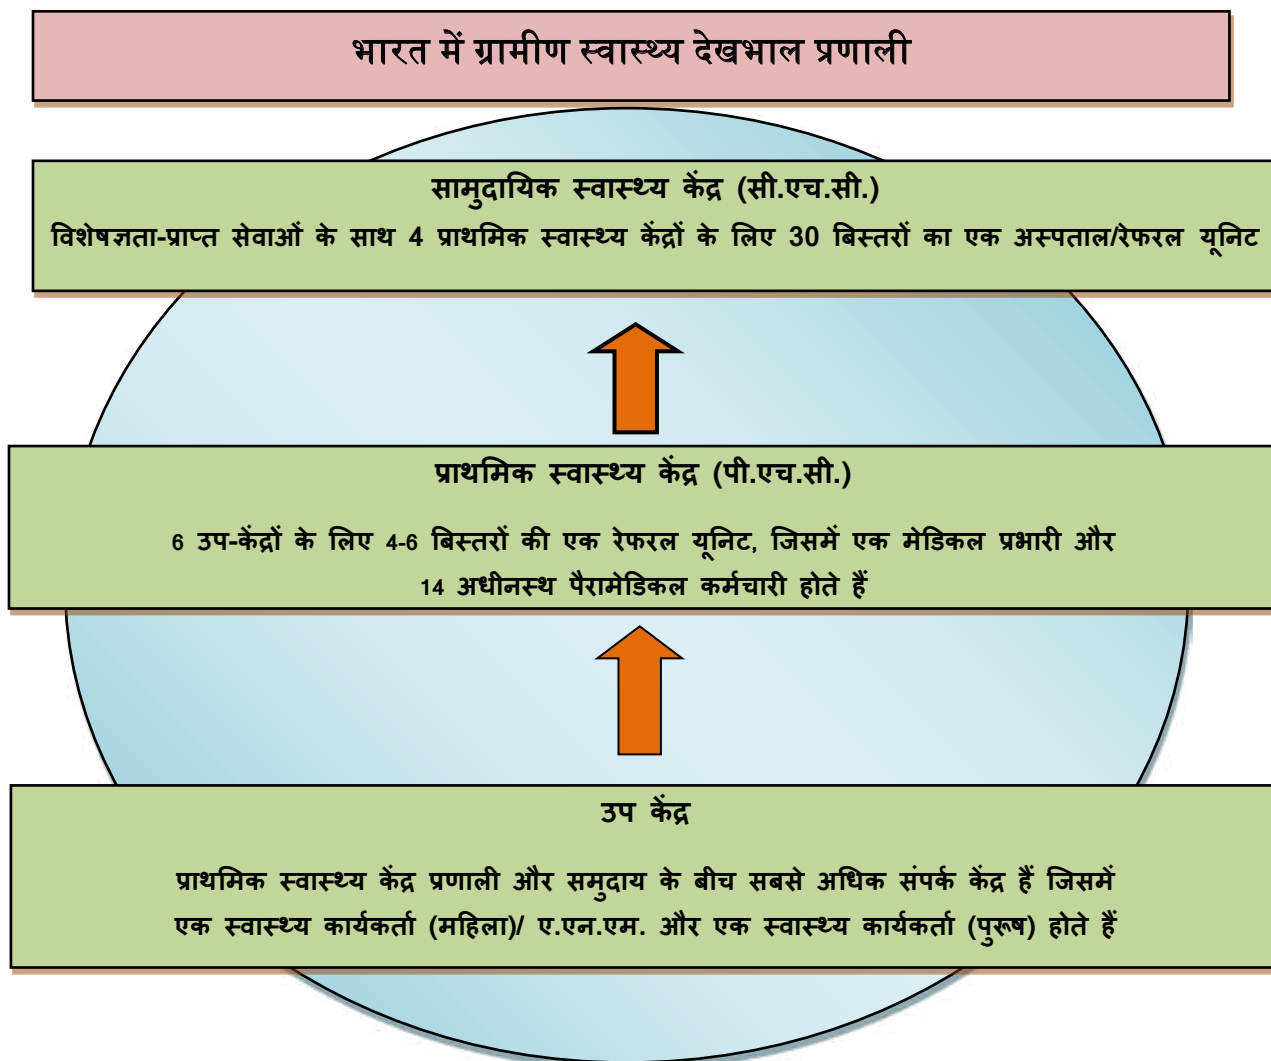 भारत में ग्रामीण स्वास्थ्य देखभाल प्रणाली
सामुदायिक स्वास्थ्य केंद्र (सी.एच.सी.)
विशेषज्ञता-प्राप्त सेवाओं के साथ 4 प्राथमिक स्वास्थ्य केंद्रों के लिए 30 बिस्तरों का एक अस्पताल/रेफरल यूनिट
प्राथमिक स्वास्थ्य केंद्र (पी.एच.सी.)
6 उप-केंद्रों के लिए 4-6 बिस्तरों की एक रेफरल यूनिट, जिसमें एक मेडिकल प्रभारी और
14 अधीनस्थ पैरामेडिकल कर्मचारी होते हैं
उप केंद्र
प्राथमिक स्वास्थ्य केंद्र प्रणाली और समुदाय के बीच सबसे अधिक संपर्क केंद्र हैं जिसमें
एक स्वास्थ्य कार्यकर्ता (महिला)/ ए.एन.एम. और एक स्वास्थ्य कार्यकर्ता (पुरूष) होते हैं